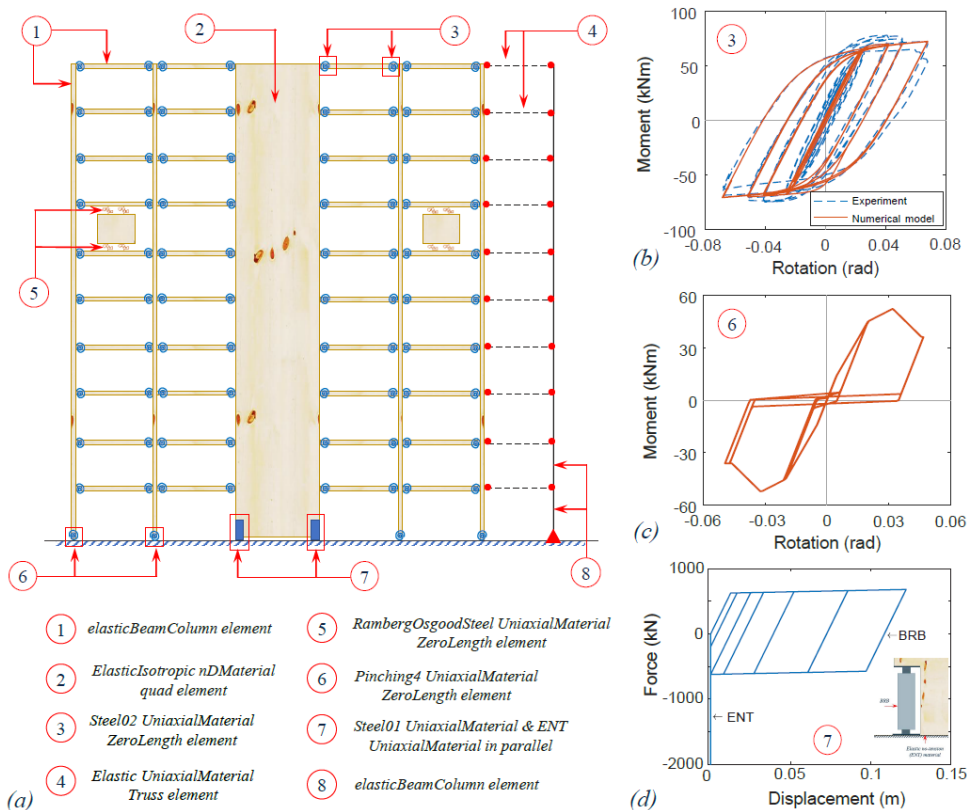 1
2
3
4
5
6
7
8
(a)
1 elasticBeamColumn element
2 ElasticIsotropic nDMaterial
quad element
3 Steel02 UniaxialMaterial
ZeroLength element
4 Elastic UniaxialMaterial
Truss element
5 RambergOsgoodSteel UniaxialMaterial
ZeroLength element
6 Pinching4 UniaxialMaterial
ZeroLength element
7 Steel01 UniaxialMaterial & ENT
UniaxialMaterial in parallel
8 elasticBeamColumn element
(b)
3
Moment (kNm)
100
50
0
-50
-100
Experiment
Numerical model
-0.08 -0.04 0 0.04 0.08
Rotation (rad)
(c)
6
Moment (kNm)
60
30
0
-30
-60
-0.06 -0.03 0 0.03 0.06
Rotation (rad)
(d)
Force (kN)
1000
0
-1000
-2000
BRB
ENT
7
Elastic no-tension
(ENT) material
0 0.05 0.1 0.15
Displacement (m)